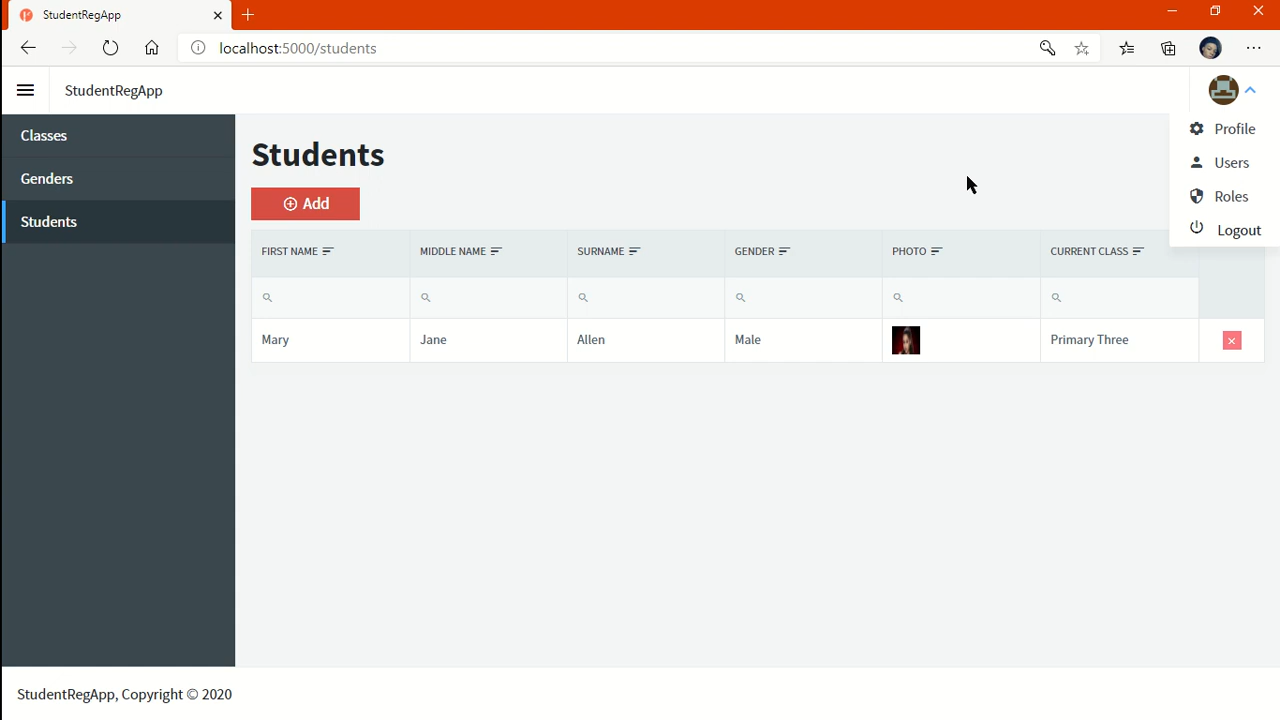 StudentRegApp
localhost:5000/students
StudentRegApp
Profile
Users
Roles
Logout
Classes
Genders
Students
Students
Add
FIRST NAME MIDDLE NAME SURNAME GENDER PHOTO CURRENT CLASS
Mary Jane Allen Male Primary Three
StudentRegApp, Copyright © 2020